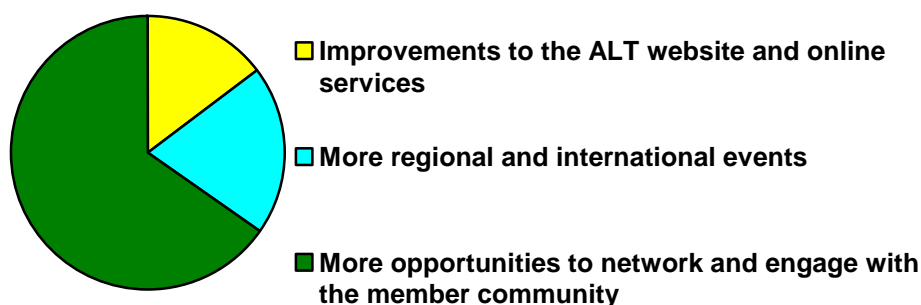 Improvements to the ALT website and online
services
More regional and international events
More opportunities to network and engage with
the member community